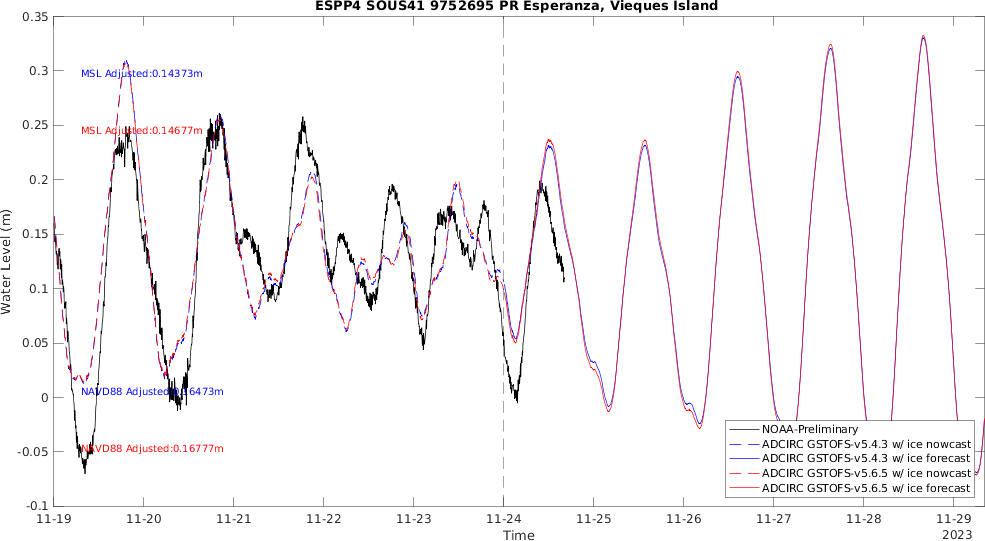 ESPP4 SOUS41 9752695 PR Esperanza, Vieques Island
0.35
0.3
0.25
0.2
0.15
0.1
0.05
0
-0.05
-0.1
Water Level (m)
MSL Adjusted:0.14373m
MSL Adjusted:0.14677m
NAVD88 Adjusted:0.16473m
NAVD88 Adjusted:0.16777m
NOAA-Preliminary
ADCIRC GSTOFS-v5.4.3 w/ ice nowcast
ADCIRC GSTOFS-v5.4.3 w/ ice forecast
ADCIRC GSTOFS-v5.6.5 w/ ice nowcast
ADCIRC GSTOFS-v5.6.5 w/ ice forecast
11-19 11-20 11-21 11-22 11-23 11-24 11-25 11-26 11-27 11-28 11-29
Time
2023